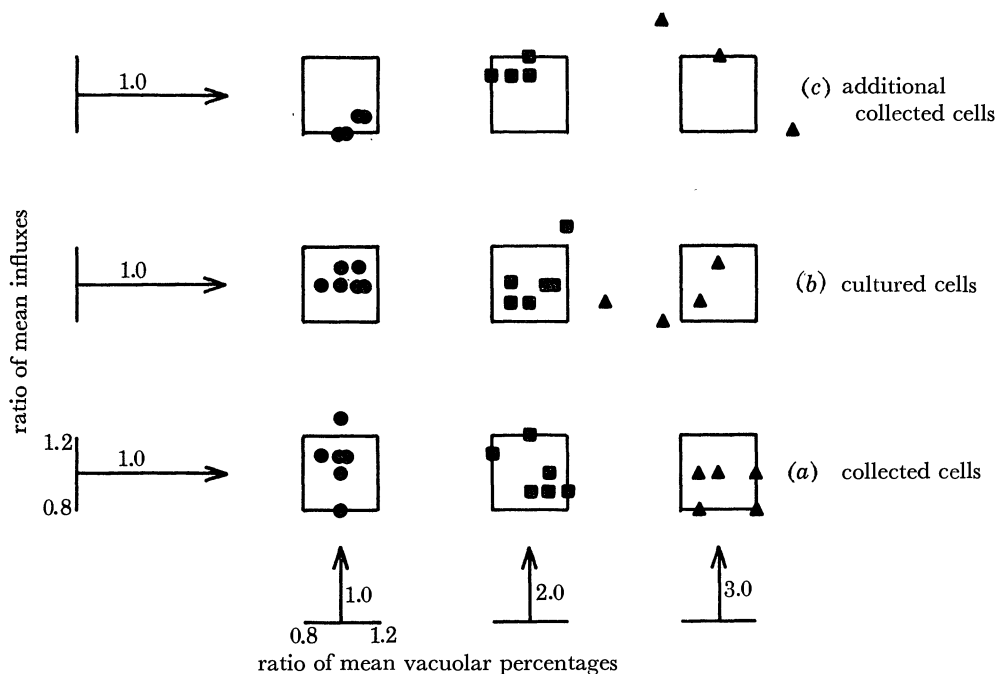 1.0
(c) additional
collected cells
1.0
(b) cultured cells
ratio of mean influxes
1.2
1.0
0.8
(a) collected cells
1.0
2.0
3.0
0.8 1.2
ratio of mean vacuolar percentages